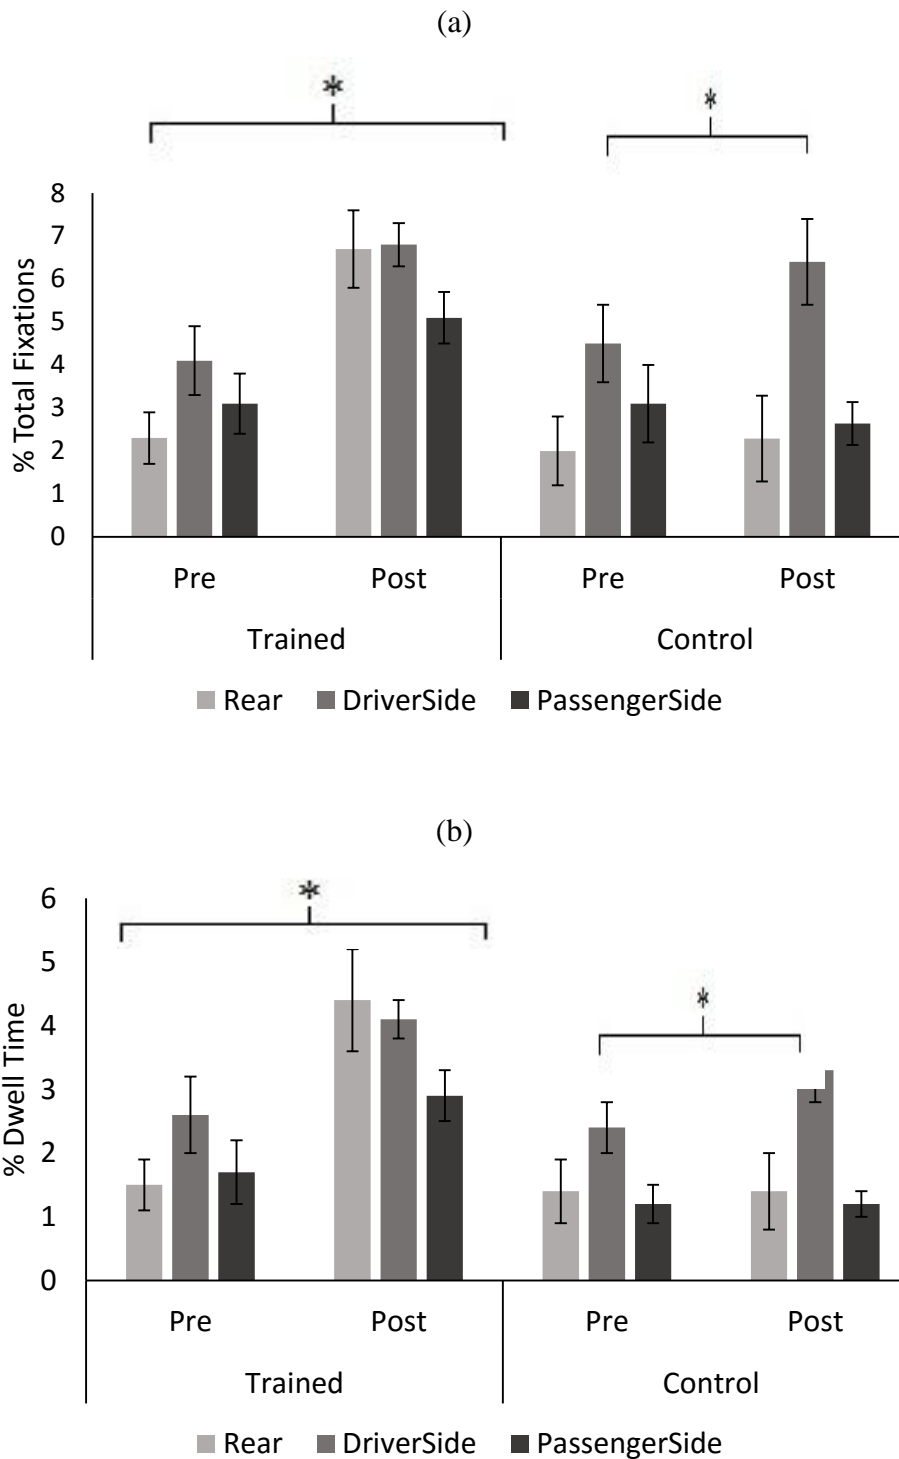 (a)
*
*
8
7
6
5
4
3
2
1
0
% Total Fixations
Pre Post Pre Post
Trained Control
Rear DriverSide PassengerSide
(b)
*
*
6
5
4
3
2
1
0
% Dwell Time
Pre Post Pre Post
Trained Control
Rear DriverSide PassengerSide